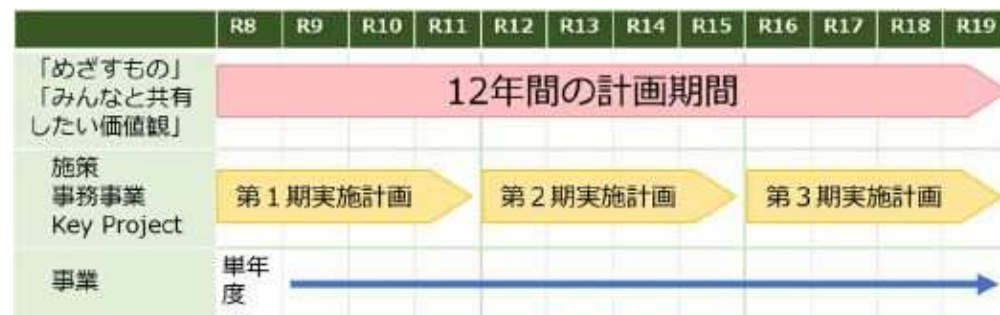 R8 R9 R10 R11 R12 R13 R14 R15 R16 R17 R18 R19
「めざすもの」
「みんなと共有
したい価値観」
12年間の計画期間
施策
事務事業
Key Project
第1期実施計画
第2期実施計画
第3期実施計画
事業
単年
度